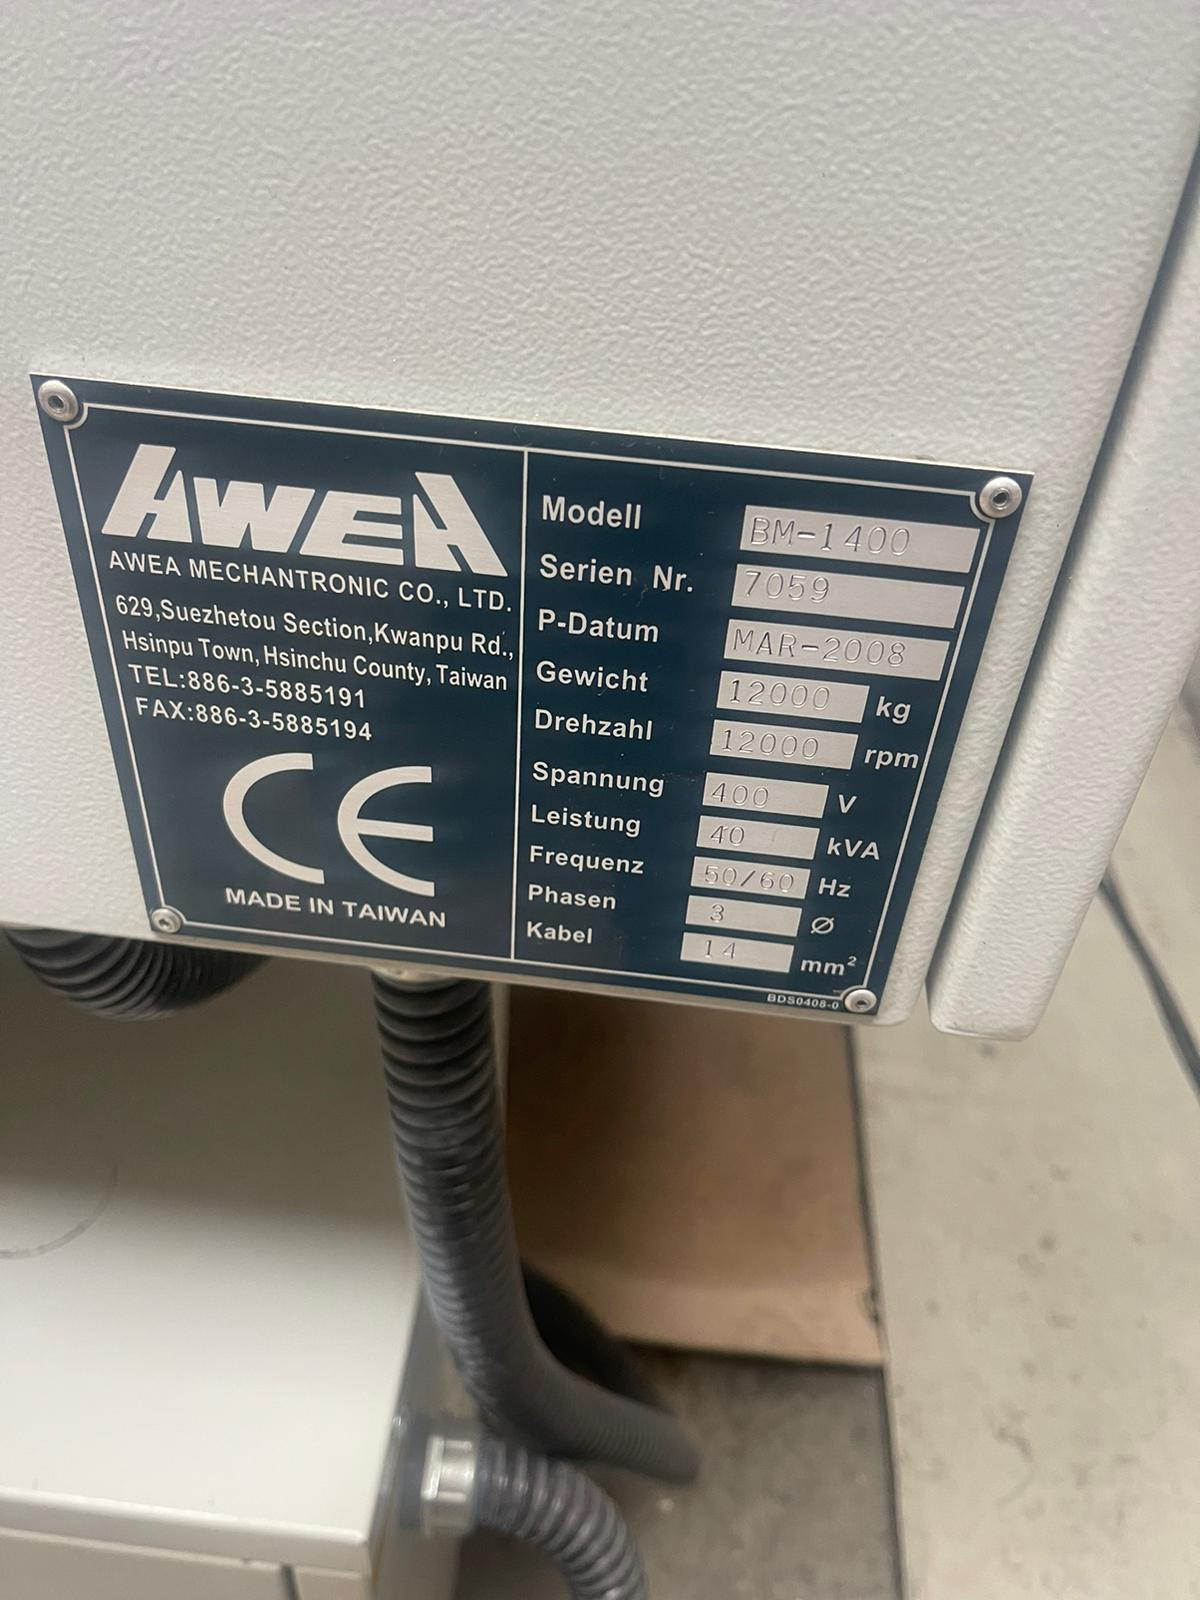 AWEA
AWEA MECHANTRONIC CO., LTD.
629,Suezhetou Section,Kwanpu Rd.,
Hsinpu Town, Hsinchu County, Taiwan
TEL:886-3-5885191
FAX:886-3-5885194
CE
MADE IN TAIWAN
Modell BM-1400
Serien Nr. 7059
P-Datum MAR-2008
Gewicht 12000 kg
Drehzahl 12000 rpm
Spannung 400 V
Leistung 40 kVA
Frequenz 50/60 Hz
Phasen 3 Ø
Kabel 14 mm²
BDS0408-0